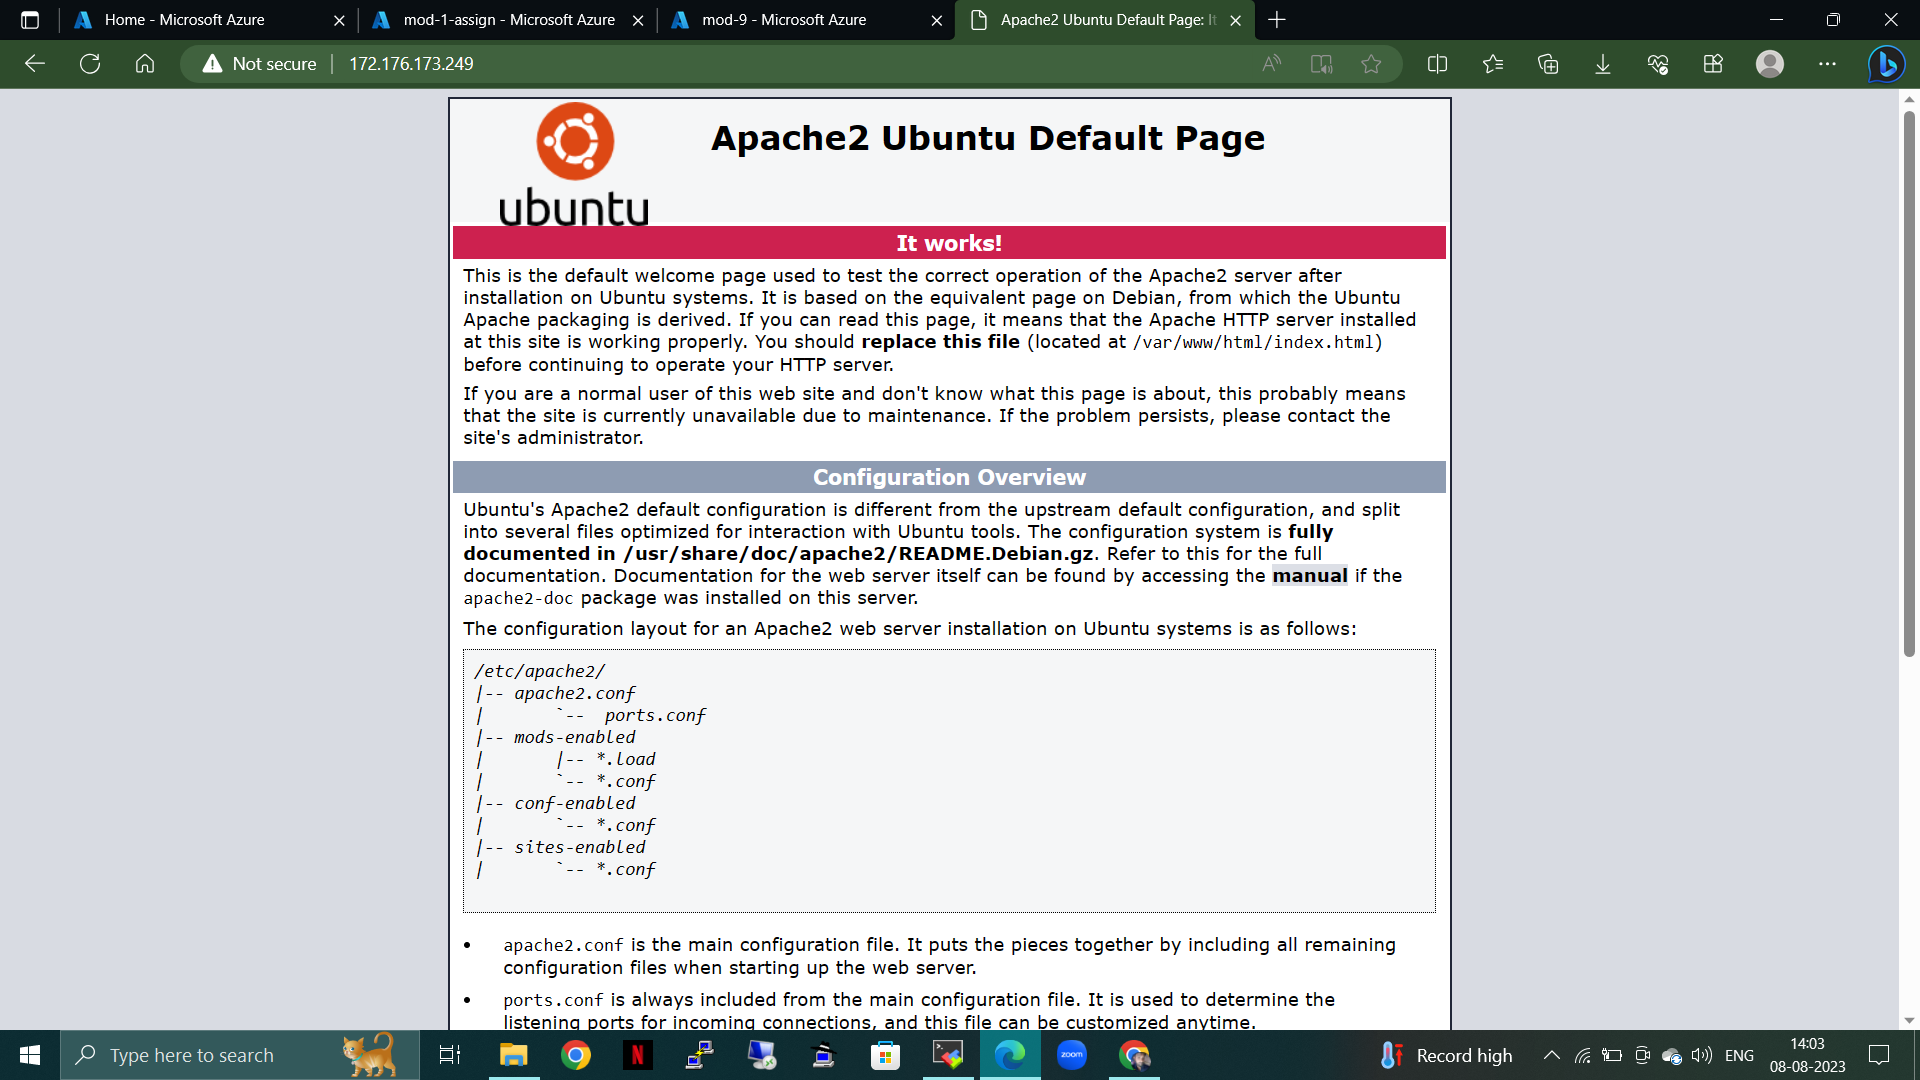 Home - Microsoft Azure
mod-1-assign - Microsoft Azure
mod-9 - Microsoft Azure
Apache2 Ubuntu Default Page: It
Not secure
172.176.173.249
ubuntu
Apache2 Ubuntu Default Page
It works!
This is the default welcome page used to test the correct operation of the Apache2 server after
installation on Ubuntu systems. It is based on the equivalent page on Debian, from which the Ubuntu
Apache packaging is derived. If you can read this page, it means that the Apache HTTP server installed
at this site is working properly. You should replace this file (located at /var/www/html/index.html)
before continuing to operate your HTTP server.
If you are a normal user of this web site and don't know what this page is about, this probably means
that the site is currently unavailable due to maintenance. If the problem persists, please contact the
site's administrator.
Configuration Overview
Ubuntu's Apache2 default configuration is different from the upstream default configuration, and split
into several files optimized for interaction with Ubuntu tools. The configuration system is fully
documented in /usr/share/doc/apache2/README.Debian.gz. Refer to this for the full
documentation. Documentation for the web server itself can be found by accessing the manual if the
apache2-doc package was installed on this server.
The configuration layout for an Apache2 web server installation on Ubuntu systems is as follows:
/etc/apache2/
|-- apache2.conf
|       `--  ports.conf
|-- mods-enabled
|       |-- *.load
|       `-- *.conf
|-- conf-enabled
|       `-- *.conf
|-- sites-enabled
|       `-- *.conf
• apache2.conf is the main configuration file. It puts the pieces together by including all remaining
configuration files when starting up the web server.
• ports.conf is always included from the main configuration file. It is used to determine the
listening ports for incoming connections, and this file can be customized anytime.
Type here to search
N
zoom
Record high
ENG
14:03
08-08-2023